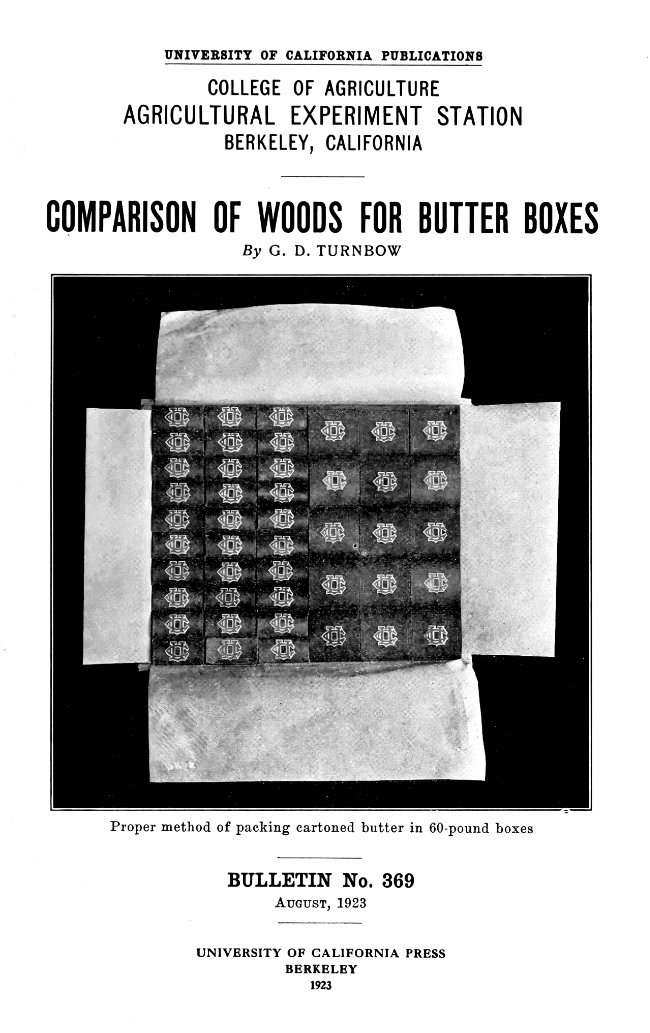 UNIVERSITY OF CALIFORNIA PUBLICATIONS
COLLEGE OF AGRICULTURE
AGRICULTURAL EXPERIMENT STATION
BERKELEY, CALIFORNIA
COMPARISON OF WOODS FOR BUTTER BOXES
By G. D. TURNBOW
Proper method of packing cartoned butter in 60-pound boxes
BULLETIN No. 369
AUGUST, 1923
UNIVERSITY OF CALIFORNIA PRESS
BERKELEY
1923